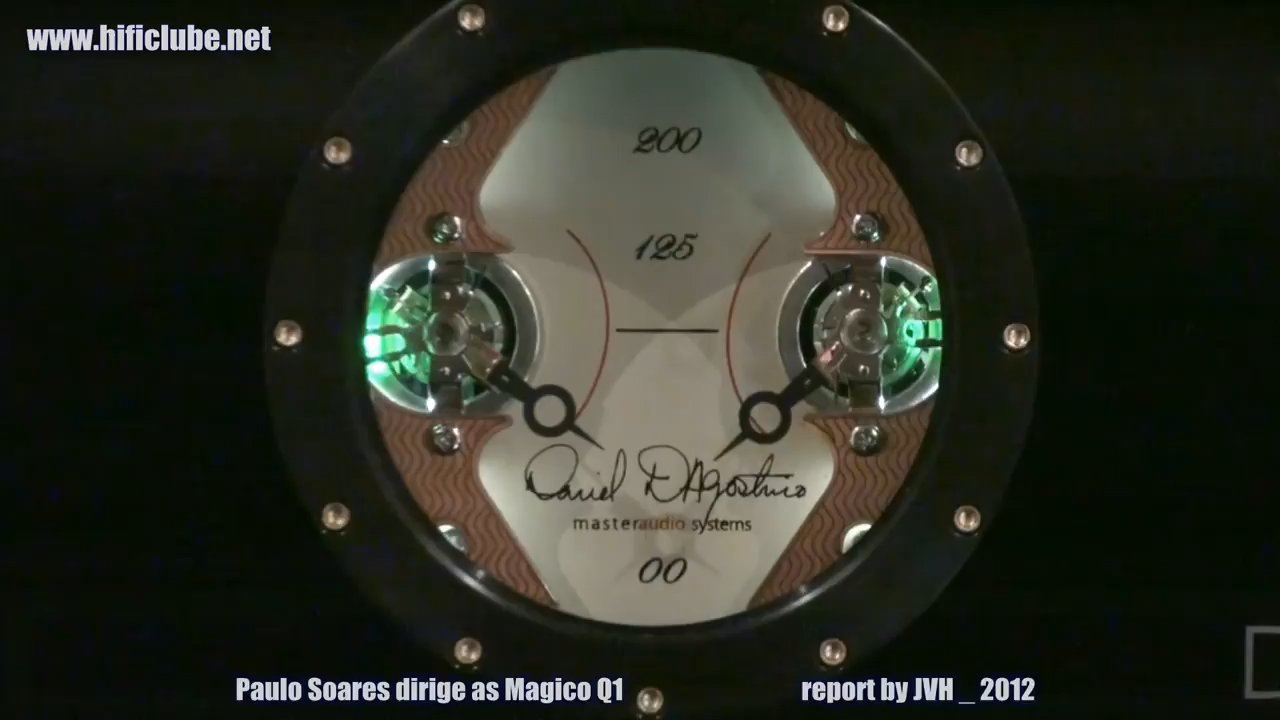 www.hificlube.net
200
125
Daniel D'Agostino
masteraudio systems
00
Paulo Soares dirige as Magico Q1
report by JVH _ 2012